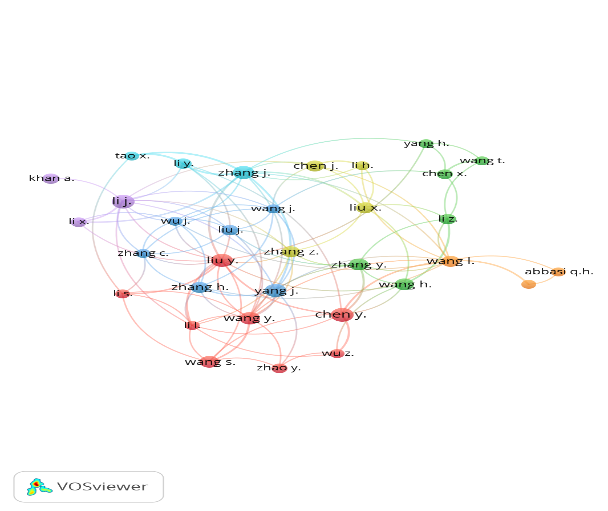 yang h.
tao x.
wang t.
li y.
chen j.
li h.
zhang j.
chen x.
khan a.
li j.
wang j.
liu x.
li x.
wu j.
li z.
liu j.
zhang c.
zhang z.
liu y.
zhang y.
wang l.
abbasi q.h.
zhang h.
yang j.
wang h.
li s.
wang y.
chen y.
li l.
wu z.
wang s.
zhao y.
VOSviewer